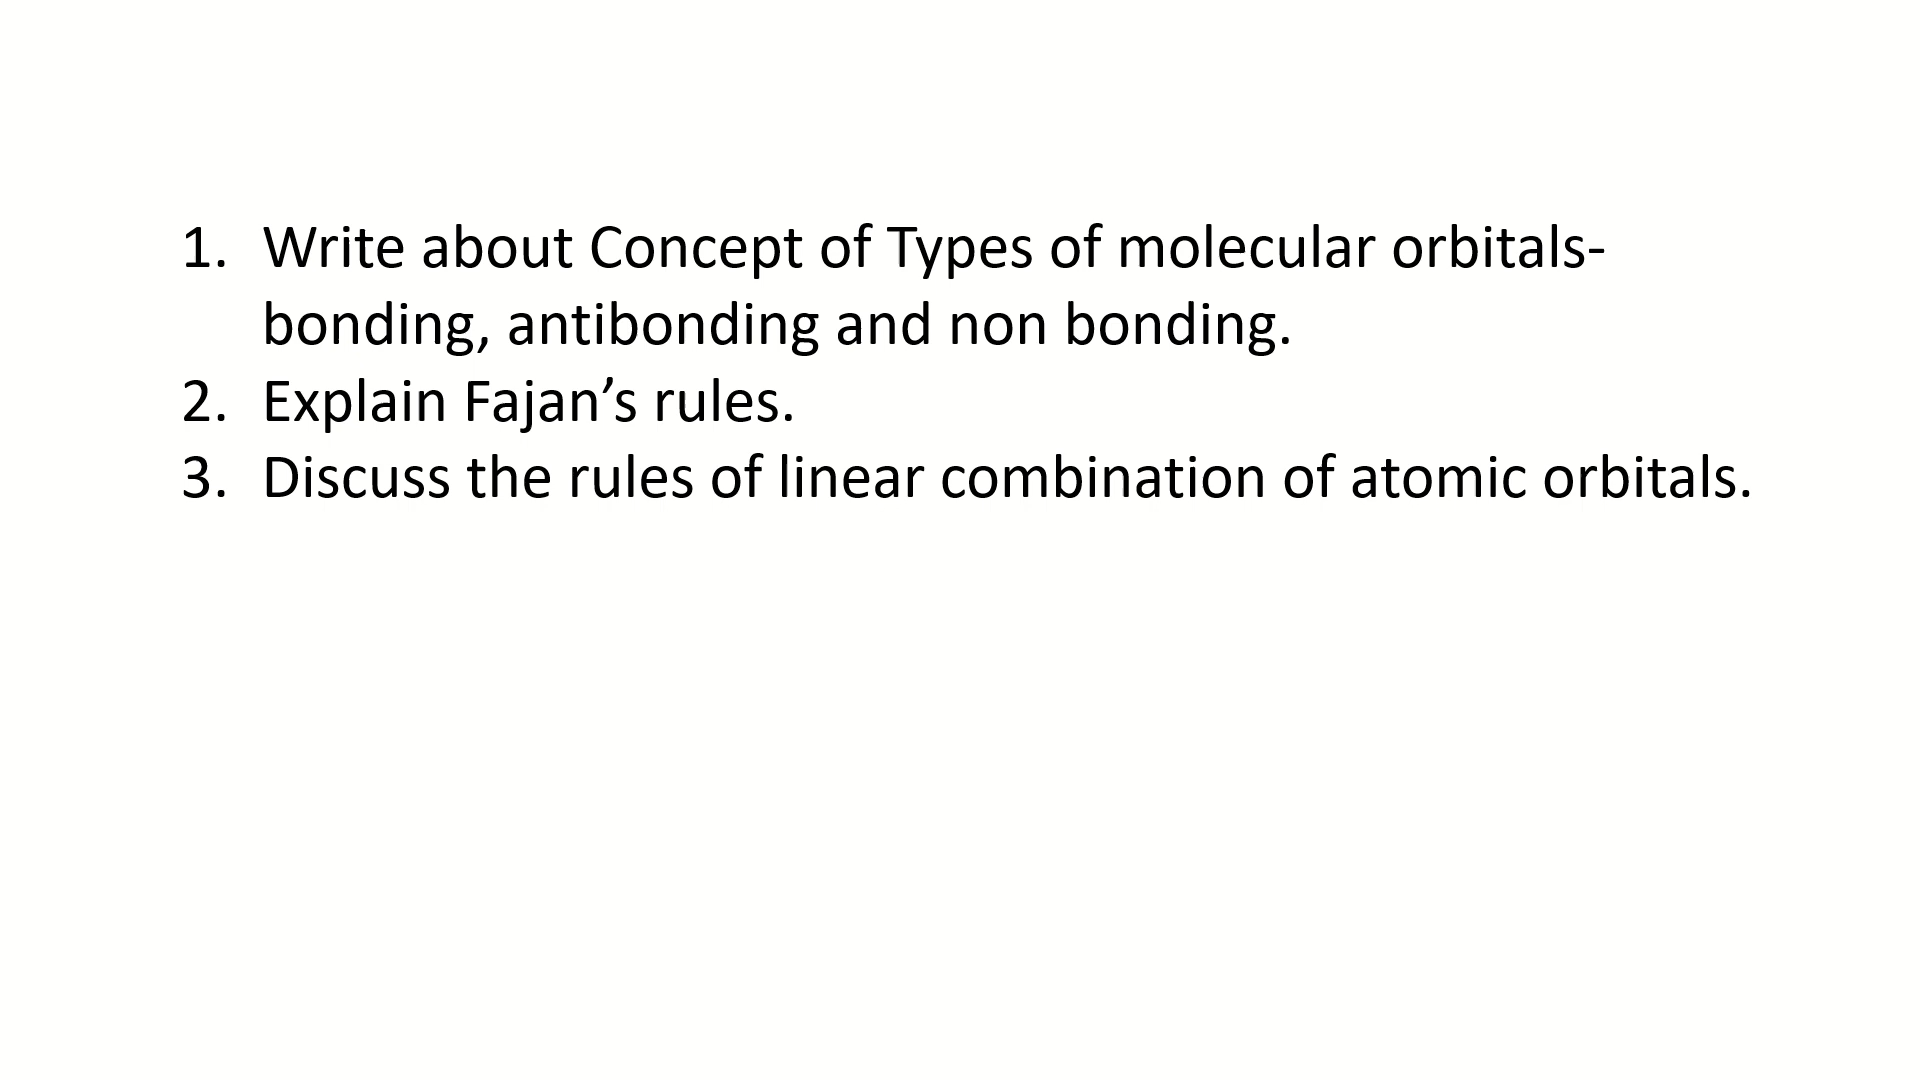 1. Write about Concept of Types of molecular orbitals-
bonding, antibonding and non bonding.
2. Explain Fajan’s rules.
3. Discuss the rules of linear combination of atomic orbitals.